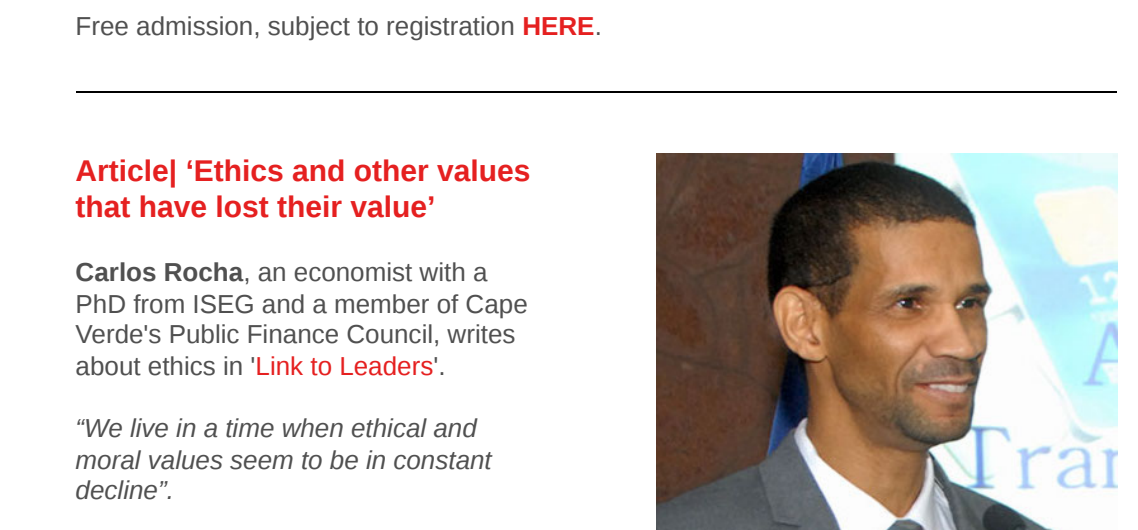 Free admission, subject to registration HERE.
Article| ‘Ethics and other values
that have lost their value’
Carlos Rocha, an economist with a
PhD from ISEG and a member of Cape
Verde's Public Finance Council, writes
about ethics in 'Link to Leaders'.
“We live in a time when ethical and
moral values seem to be in constant
decline”.
12
A
Tran